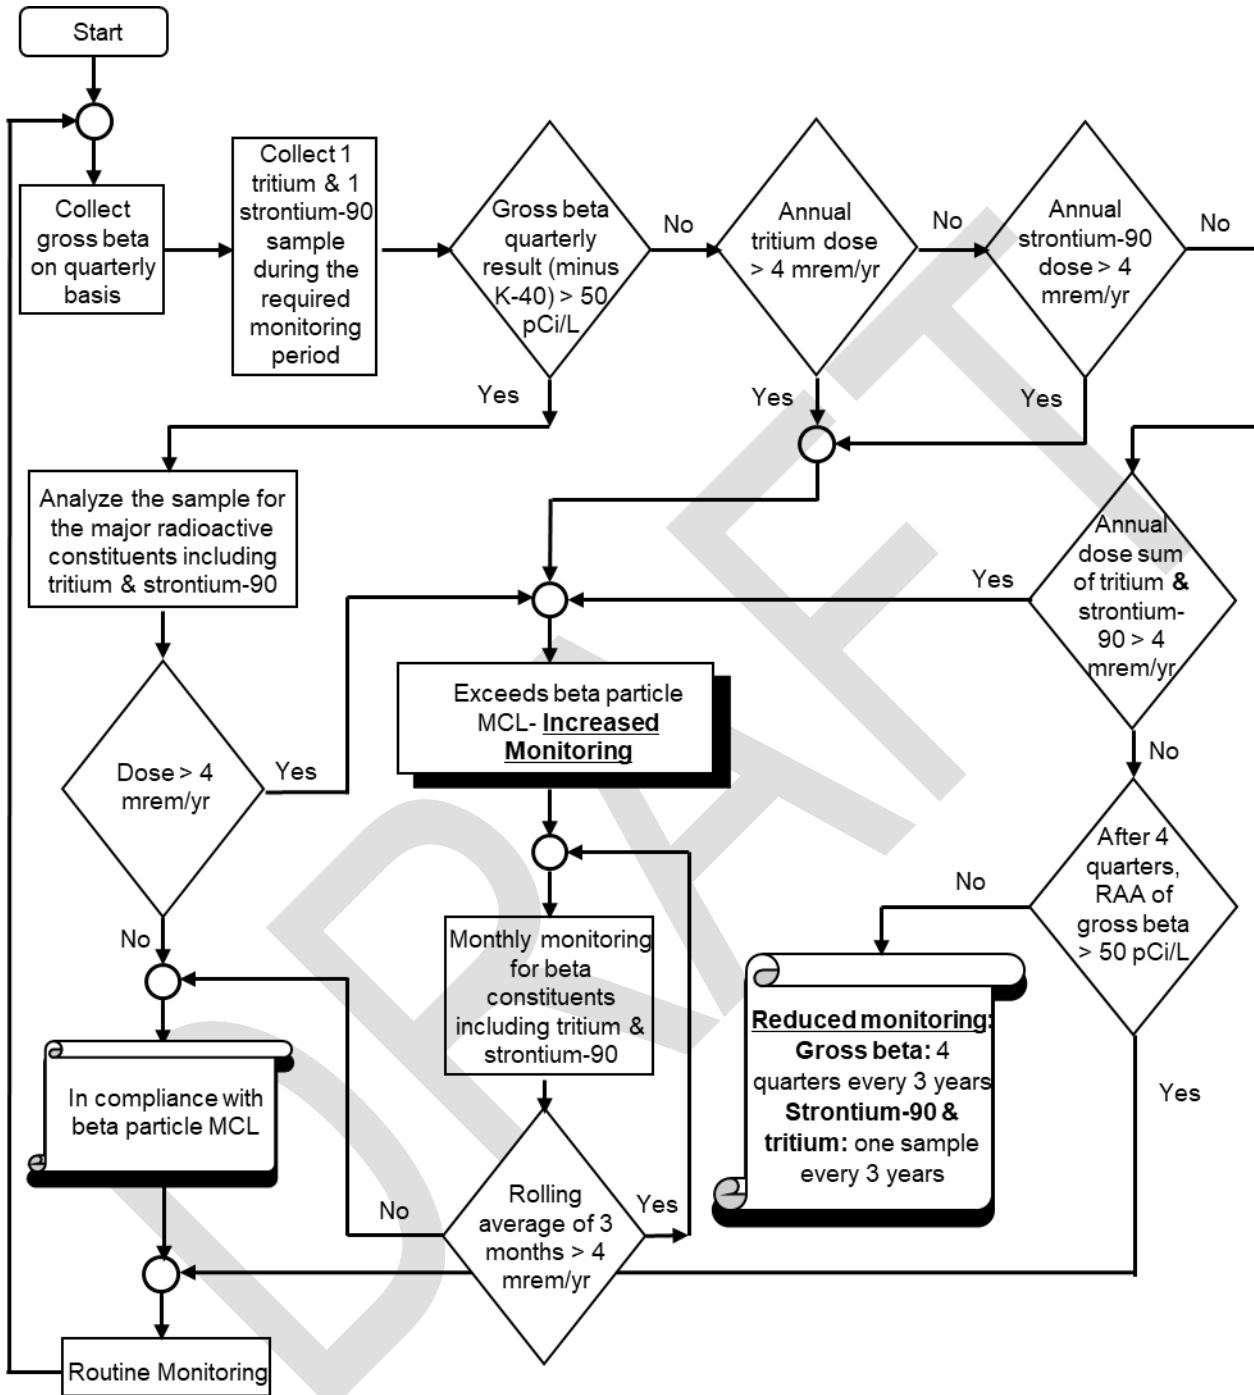 Start
Collect
gross beta
on quarterly
basis
Collect 1
tritium & 1
strontium-90
sample
during the
required
monitoring
period
Gross beta
quarterly
result (minus
K-40) > 50
pCi/L
No
Yes
Annual
tritium dose
> 4 mrem/yr
No
Yes
Annual
strontium-90
dose > 4
mrem/yr
No
Yes
Analyze the sample for
the major radioactive
constituents including
tritium & strontium-90
Annual
dose sum
of tritium &
strontium-
90 > 4
mrem/yr
Yes
No
Exceeds beta particle
MCL- Increased
Monitoring
Dose > 4
mrem/yr
Yes
No
After 4
quarters,
RAA of
gross beta
> 50 pCi/L
No
Yes
Monthly monitoring
for beta
constituents
including tritium &
strontium-90
Reduced monitoring:
Gross beta: 4
quarters every 3 years
Strontium-90 &
tritium: one sample
every 3 years
In compliance with
beta particle MCL
Rolling
average of 3
months > 4
mrem/yr
No
Yes
Routine Monitoring
DRAFT